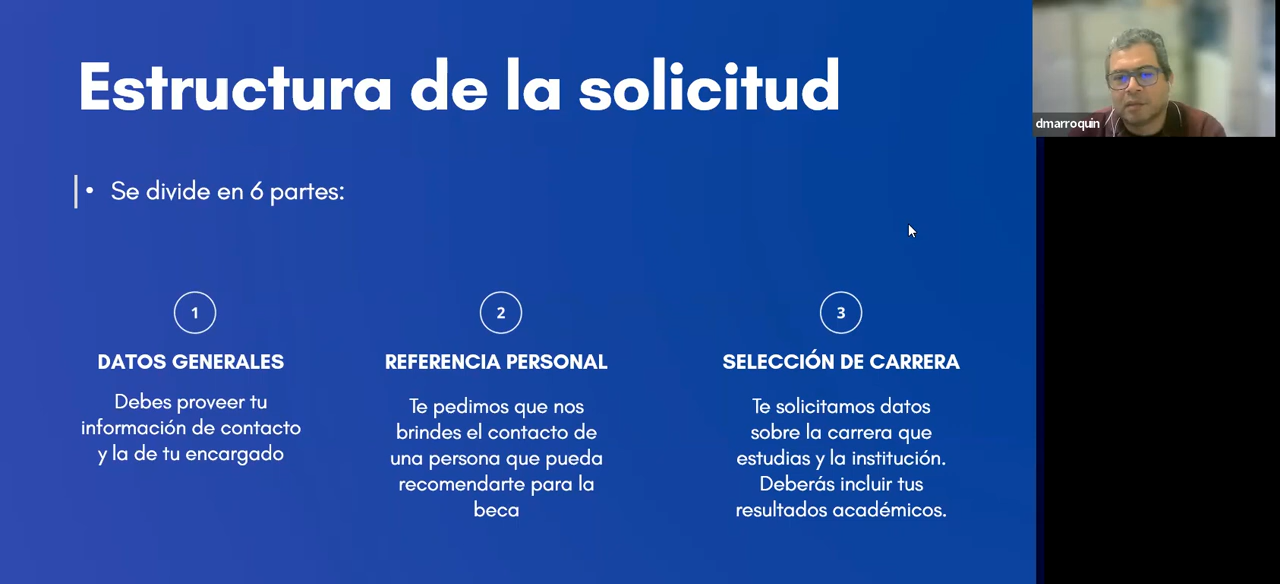 Estructura de la solicitud
dmarroquin
• Se divide en 6 partes:
1
DATOS GENERALES
Debes proveer tu
información de contacto
y la de tu encargado
2
REFERENCIA PERSONAL
Te pedimos que nos
brindes el contacto de
una persona que pueda
recomendarte para la
beca
3
SELECCIÓN DE CARRERA
Te solicitamos datos
sobre la carrera que
estudias y la institución.
Deberás incluir tus
resultados académicos.